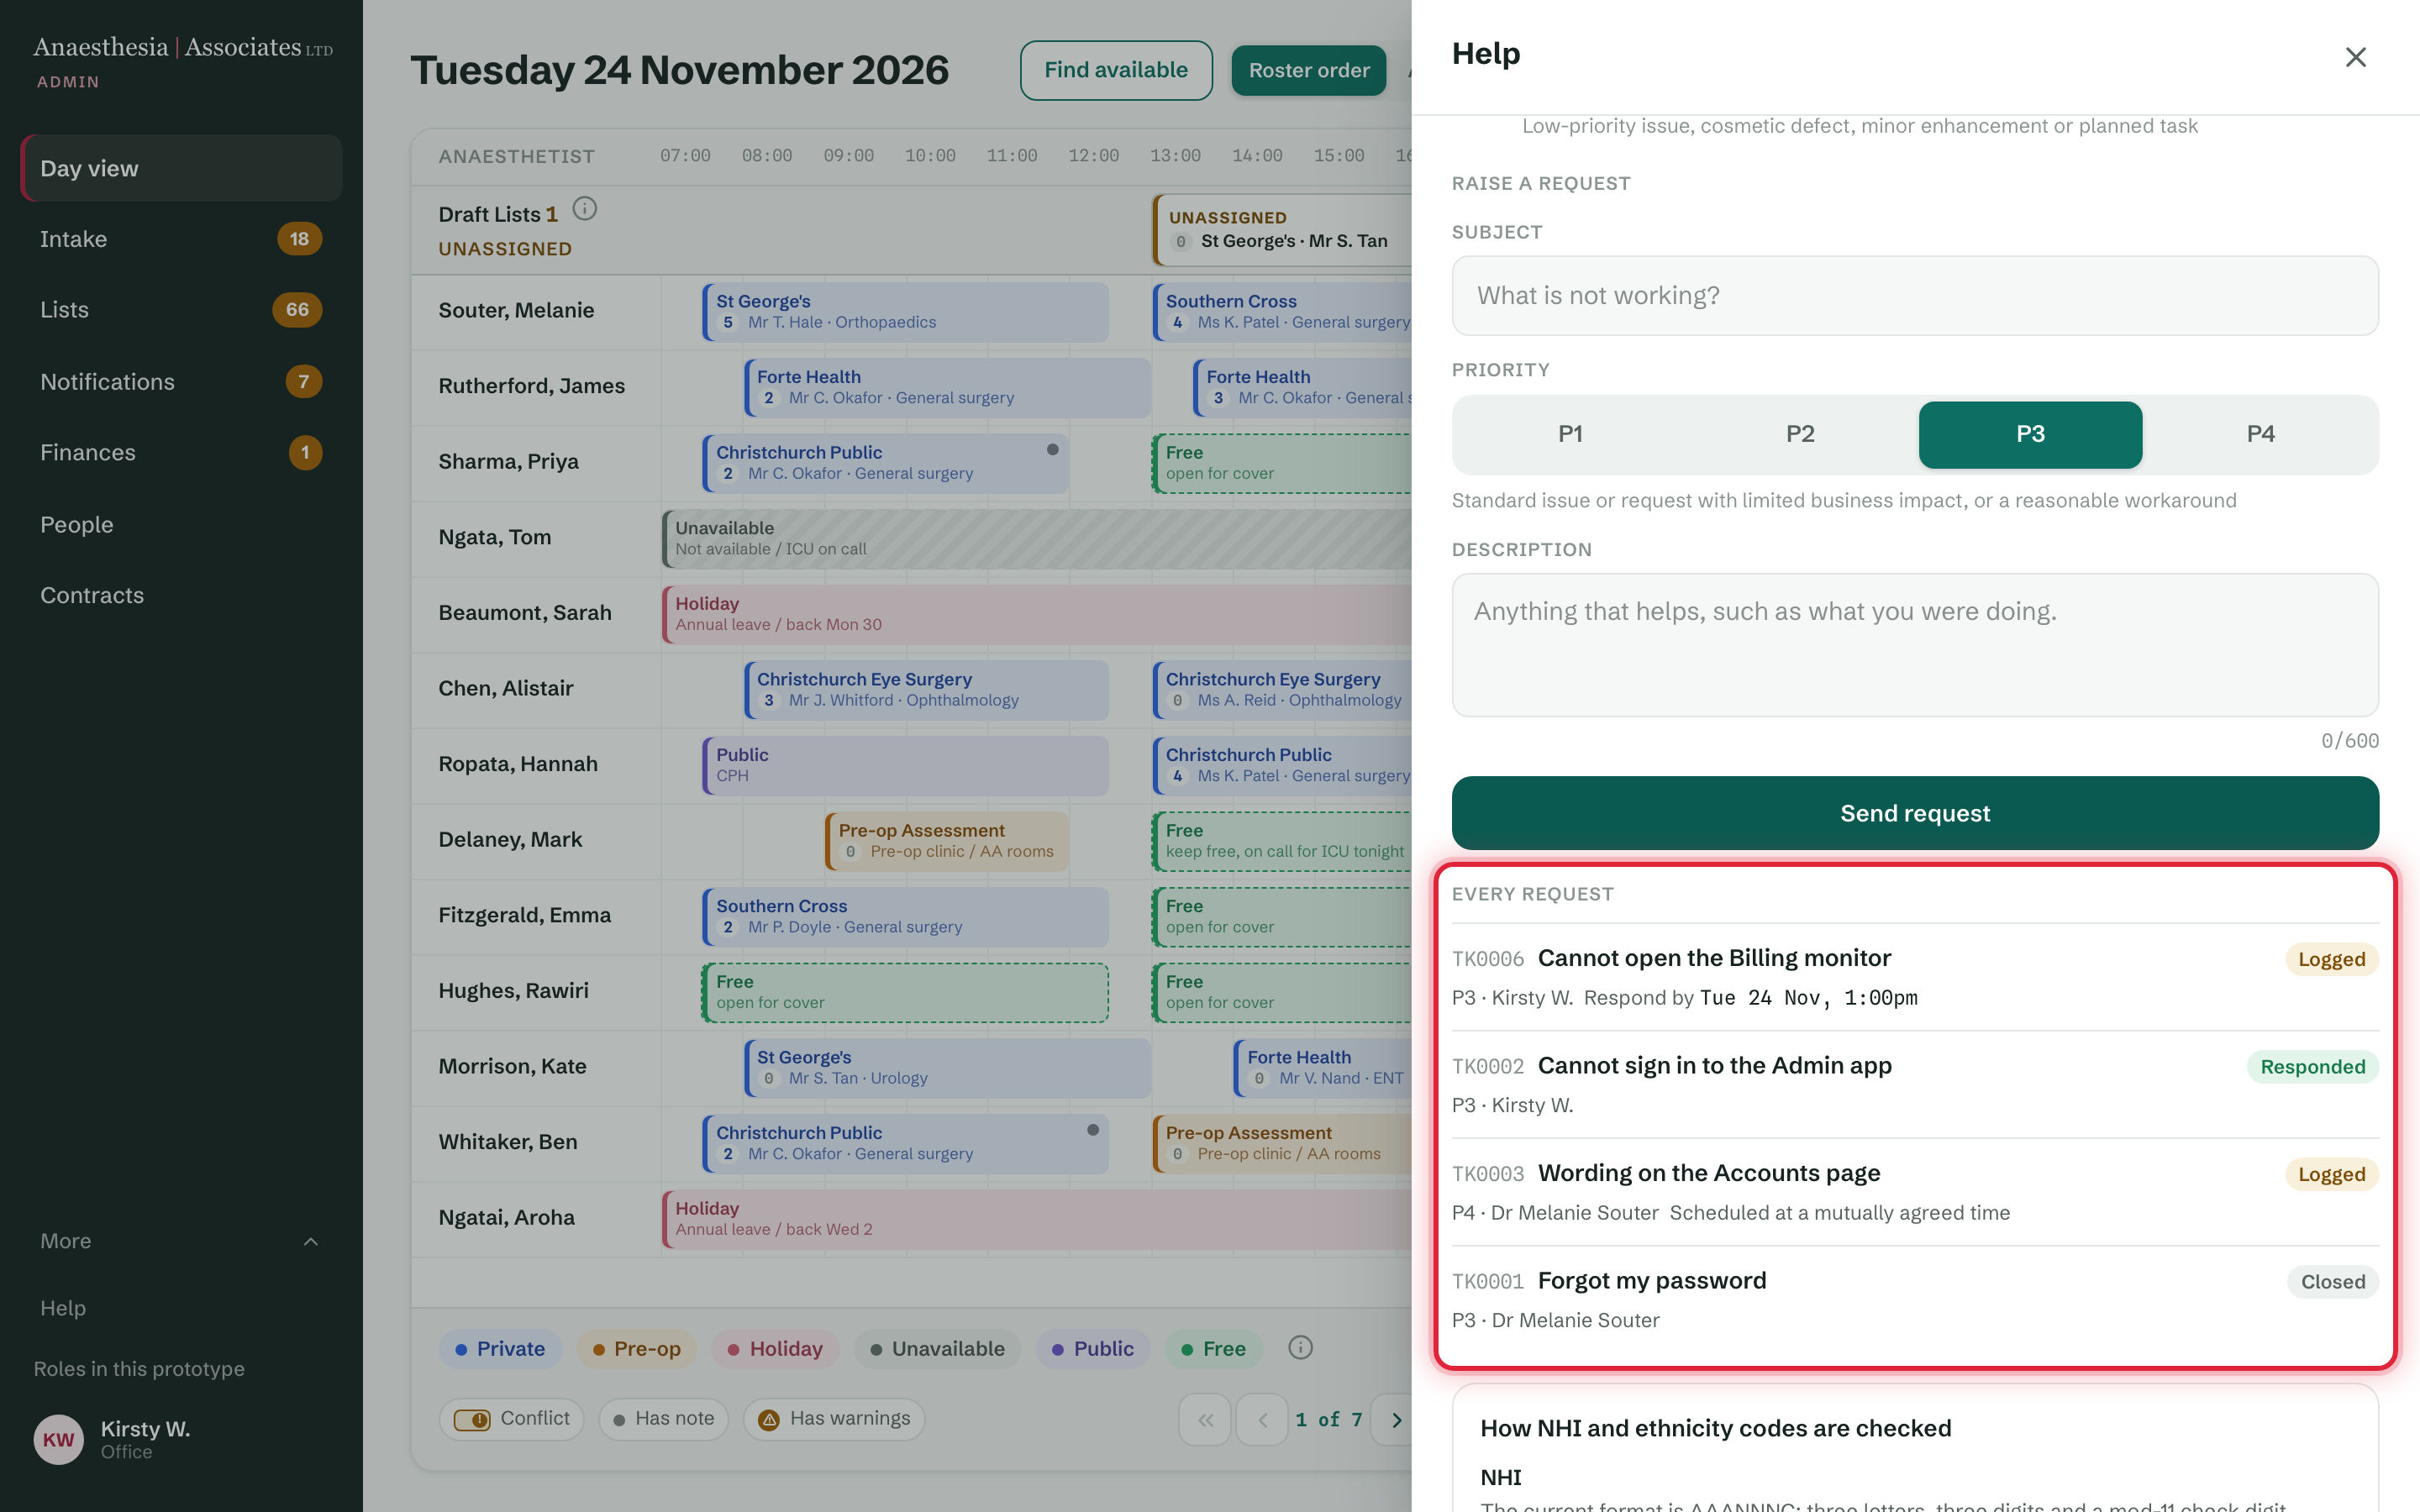 Anaesthesia | Associates LTD
ADMIN
Day view
Intake 18
Lists 66
Notifications 7
Finances 1
People
Contracts
More
Help
Roles in this prototype
KW
Kirsty W.
Office
Tuesday 24 November 2026
Find available
Roster order
ANAESTHETIST 07:00 08:00 09:00 10:00 11:00 12:00 13:00 14:00 15:00
Draft Lists 1
UNASSIGNED
UNASSIGNED
0 St George's · Mr S. Tan
Souter, Melanie
St George's
5 Mr T. Hale · Orthopaedics
Southern Cross
4 Ms K. Patel · General surgery
Rutherford, James
Forte Health
2 Mr C. Okafor · General surgery
Forte Health
3 Mr C. Okafor · General s
Sharma, Priya
Christchurch Public
2 Mr C. Okafor · General surgery
Free
open for cover
Ngata, Tom
Unavailable
Not available / ICU on call
Beaumont, Sarah
Holiday
Annual leave / back Mon 30
Chen, Alistair
Christchurch Eye Surgery
3 Mr J. Whitford · Ophthalmology
Christchurch Eye Surgery
0 Ms A. Reid · Ophthalmology
Ropata, Hannah
Public
CPH
Christchurch Public
4 Ms K. Patel · General surgery
Delaney, Mark
Pre-op Assessment
0 Pre-op clinic / AA rooms
Free
keep free, on call for ICU tonight
Fitzgerald, Emma
Southern Cross
2 Mr P. Doyle · General surgery
Free
open for cover
Hughes, Rawiri
Free
open for cover
Free
open for cover
Morrison, Kate
St George's
0 Mr S. Tan · Urology
Forte Health
0 Mr V. Nand · ENT
Whitaker, Ben
Christchurch Public
2 Mr C. Okafor · General surgery
Pre-op Assessment
0 Pre-op clinic / AA rooms
Ngatai, Aroha
Holiday
Annual leave / back Wed 2
Private Pre-op Holiday Unavailable Public Free
Conflict Has note Has warnings
1 of 7
Help
Low-priority issue, cosmetic defect, minor enhancement or planned task
RAISE A REQUEST
SUBJECT
What is not working?
PRIORITY
P1 P2 P3 P4
Standard issue or request with limited business impact, or a reasonable workaround
DESCRIPTION
Anything that helps, such as what you were doing.
0/600
Send request
EVERY REQUEST
TK0006 Cannot open the Billing monitor Logged
P3 · Kirsty W. Respond by Tue 24 Nov, 1:00pm
TK0002 Cannot sign in to the Admin app Responded
P3 · Kirsty W.
TK0003 Wording on the Accounts page Logged
P4 · Dr Melanie Souter Scheduled at a mutually agreed time
TK0001 Forgot my password Closed
P3 · Dr Melanie Souter
How NHI and ethnicity codes are checked
NHI
The current format is AAANNNC: three letters, three digits and a mod-11 check digit